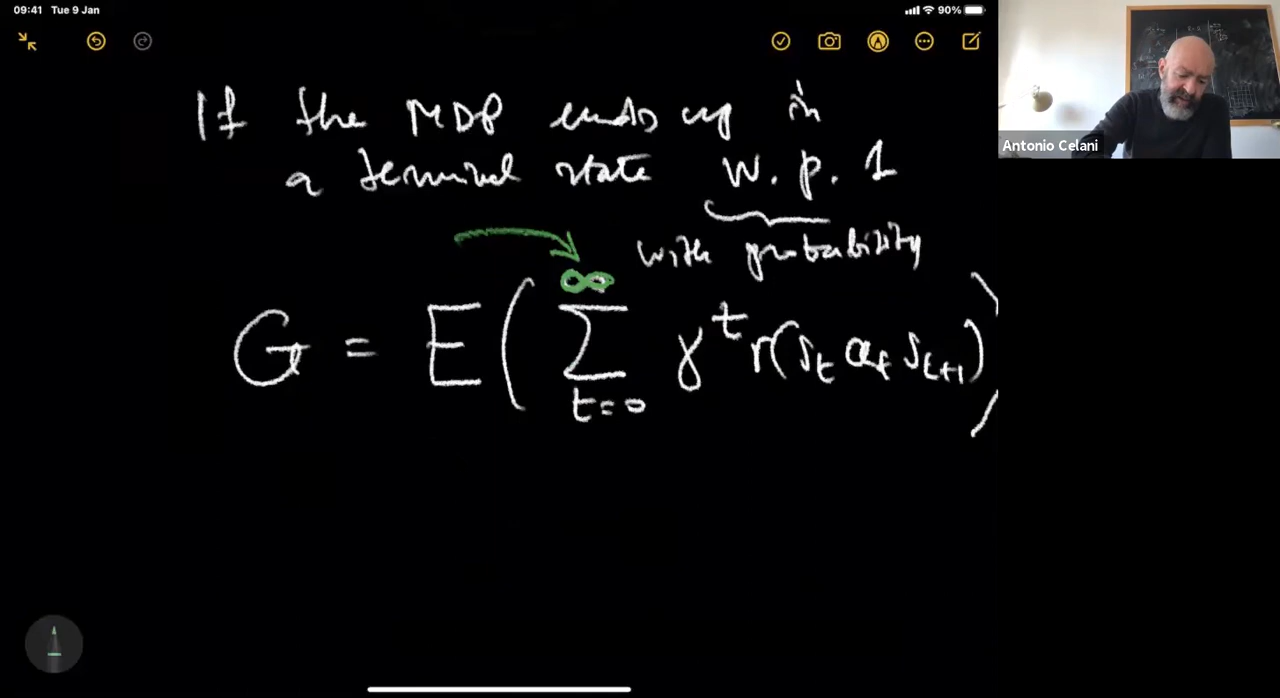 09:41 Tue 9 Jan
90%
Antonio Celani
If the MDP ends up in
a terminal state w.p. 1
with probability
G = E( ∑_{t=0}^{∞} γ^t r(s_t a_t s_{t+1}) )